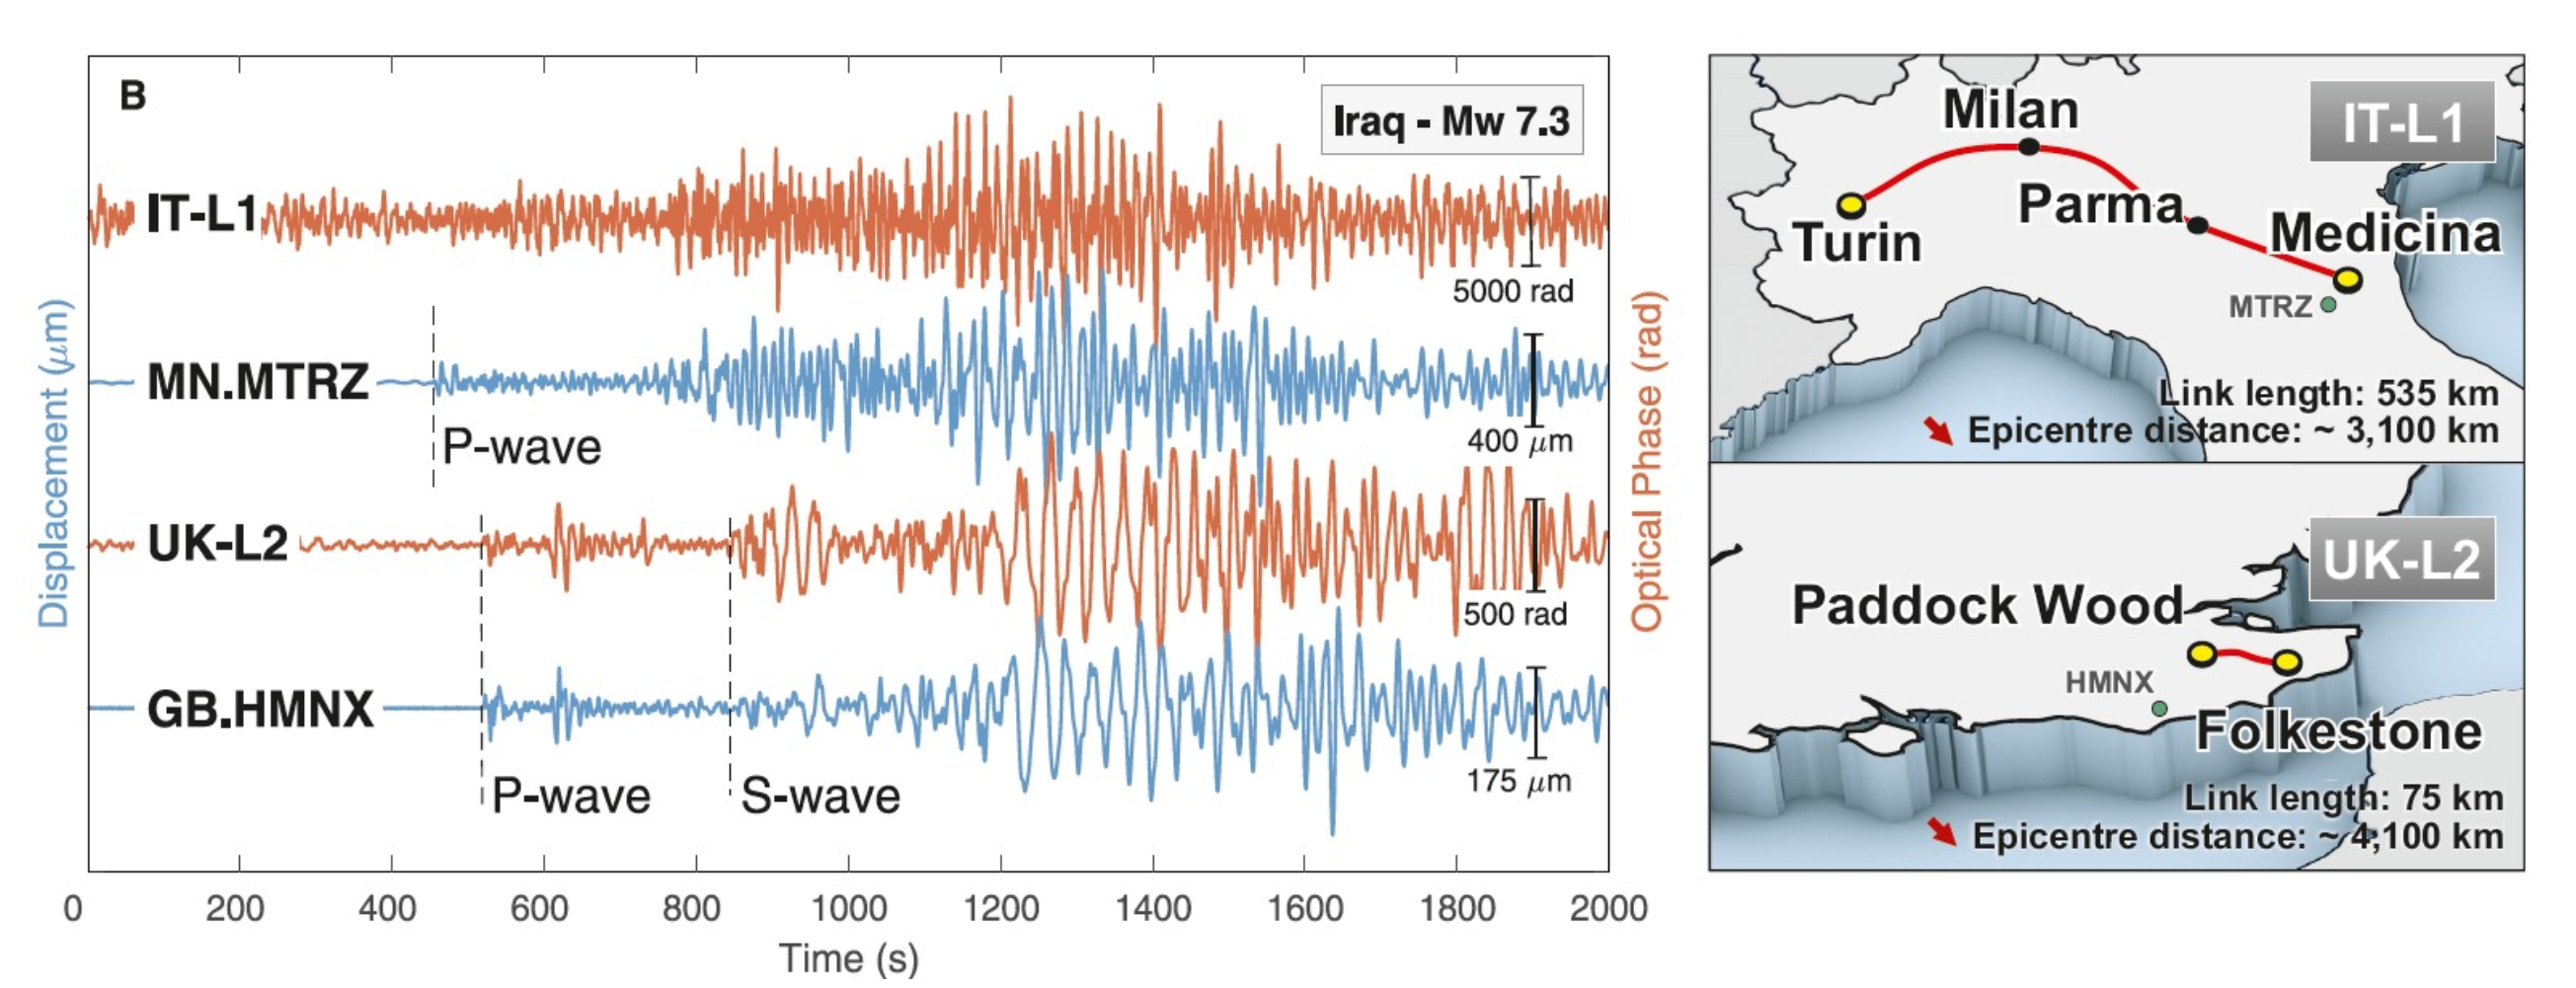 B
Iraq - Mw 7.3
IT-L1
5000 rad
MN.MTRZ
400 μm
P-wave
UK-L2
500 rad
GB.HMNX
175 μm
P-wave
S-wave
Displacement (μm)
Optical Phase (rad)
0 200 400 600 800 1000 1200 1400 1600 1800 2000
Time (s)
IT-L1
Milan
Parma
Turin
Medicina
MTRZ
Link length: 535 km
Epicentre distance: ~ 3,100 km
UK-L2
Paddock Wood
HMNX
Folkestone
Link length: 75 km
Epicentre distance: ~ 4,100 km